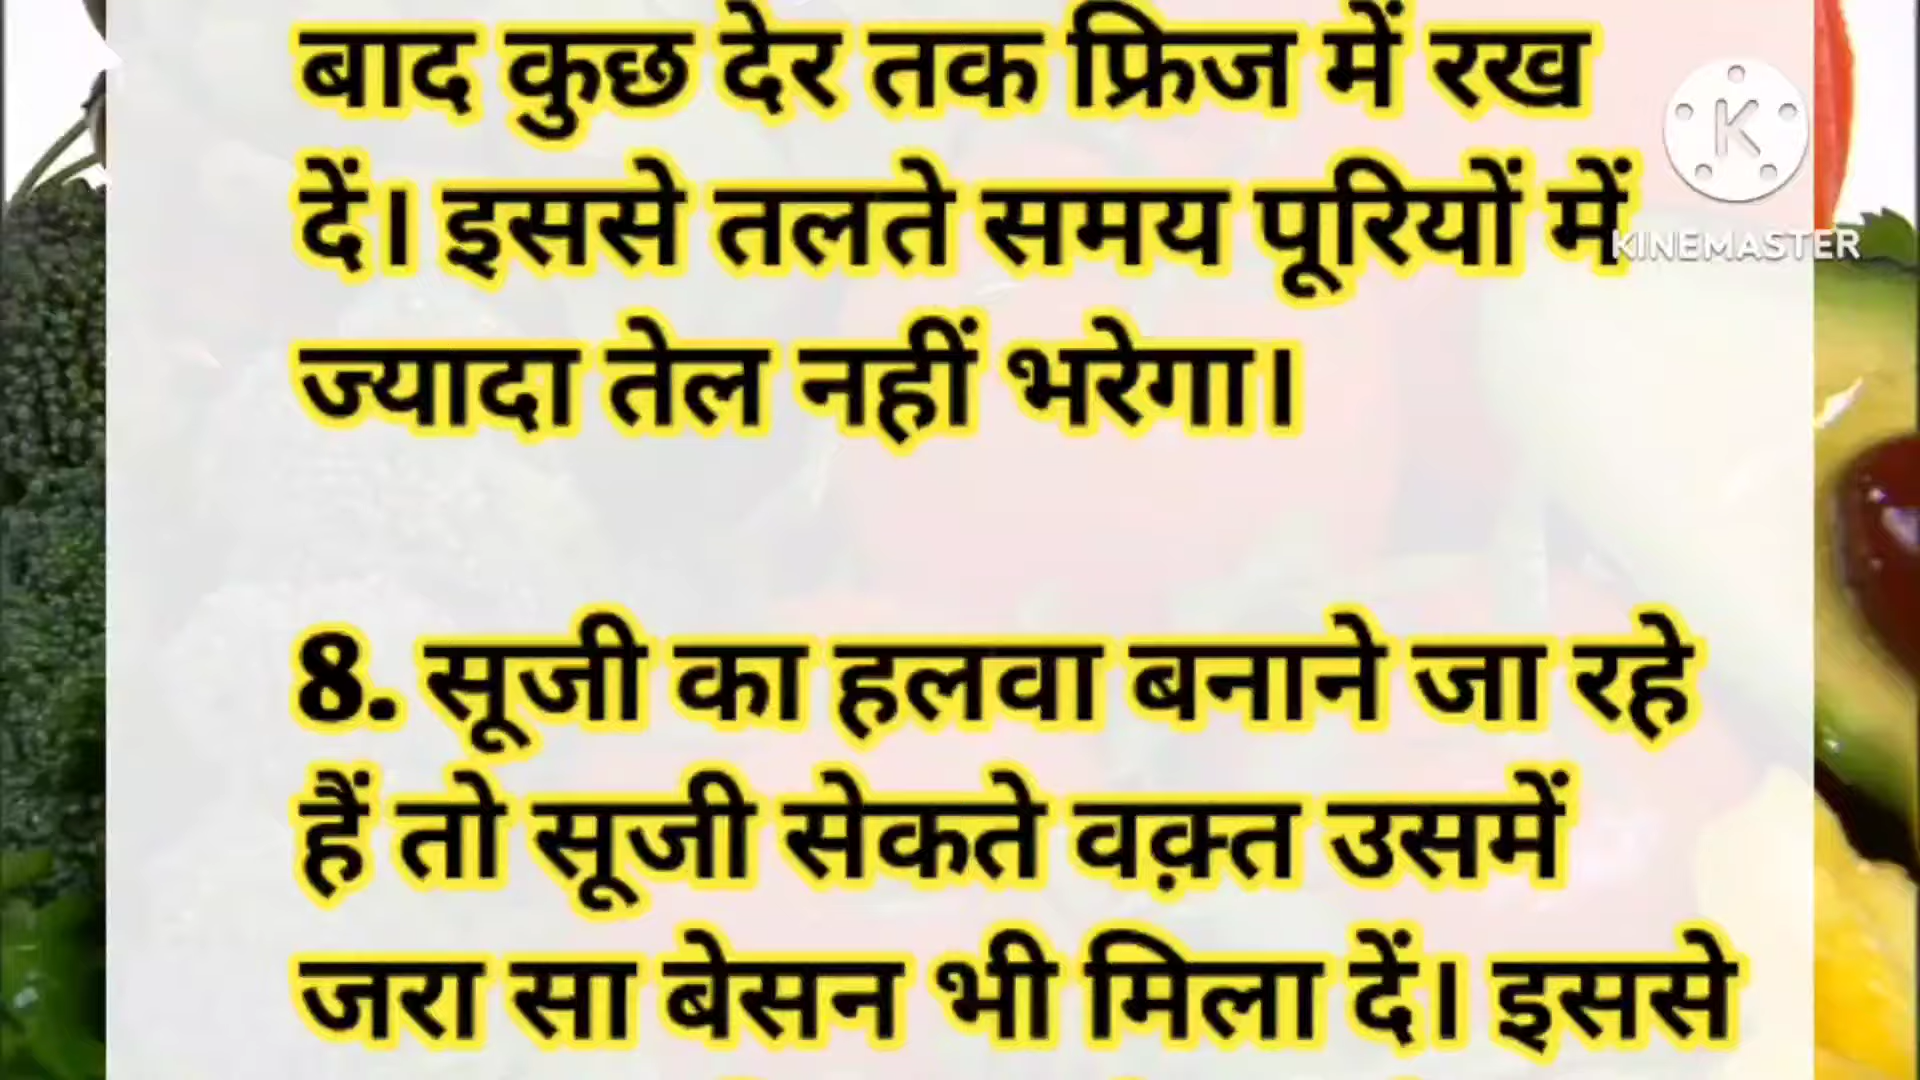 बाद कुछ देर तक फ्रिज में रख
दें। इससे तलते समय पूरियों में
ज्यादा तेल नहीं भरेगा।
8. सूजी का हलवा बनाने जा रहे
हैं तो सूजी सेकते वक़्त उसमें
जरा सा बेसन भी मिला दें। इससे
K
KINEMASTER